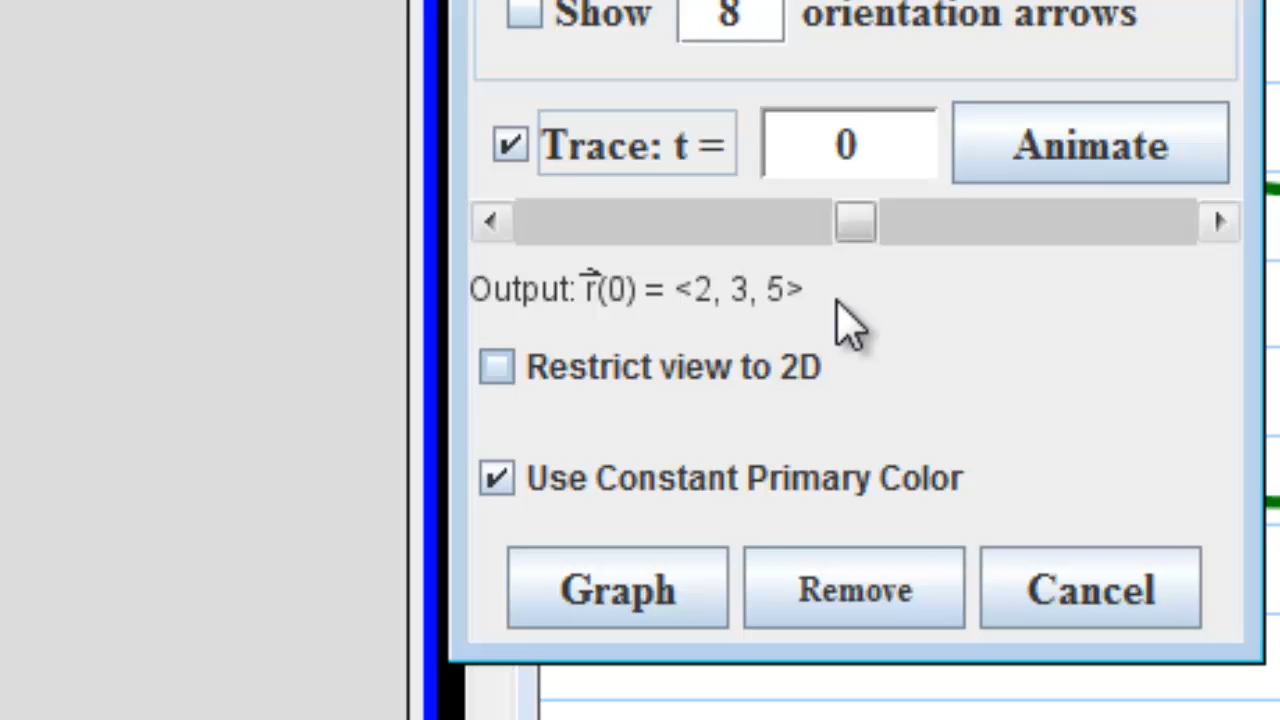 Show 8 orientation arrows
Trace: t = 0 Animate
Output: r⃗(0) = <2, 3, 5>
Restrict view to 2D
Use Constant Primary Color
Graph Remove Cancel